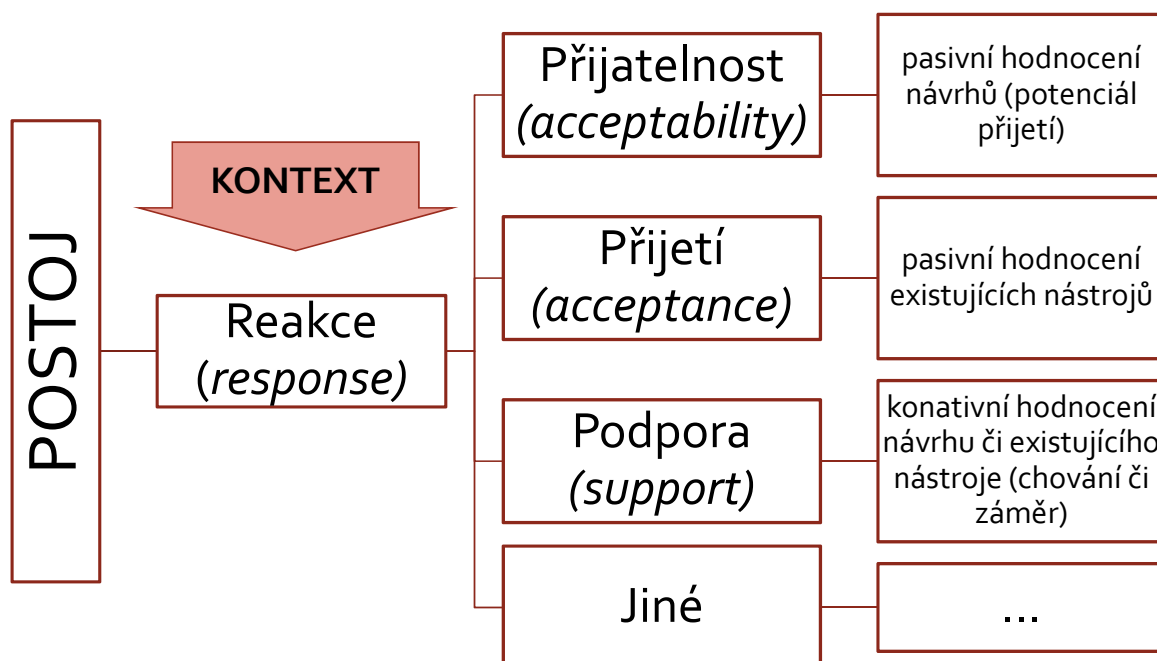 POSTOJ
KONTEXT
Reakce
(response)
Přijatelnost
(acceptability)
pasivní hodnocení
návrhů (potenciál
přijetí)
Přijetí
(acceptance)
pasivní hodnocení
existujících nástrojů
Podpora
(support)
konativní hodnocení
návrhu či existujícího
nástroje (chování či
záměr)
Jiné
...